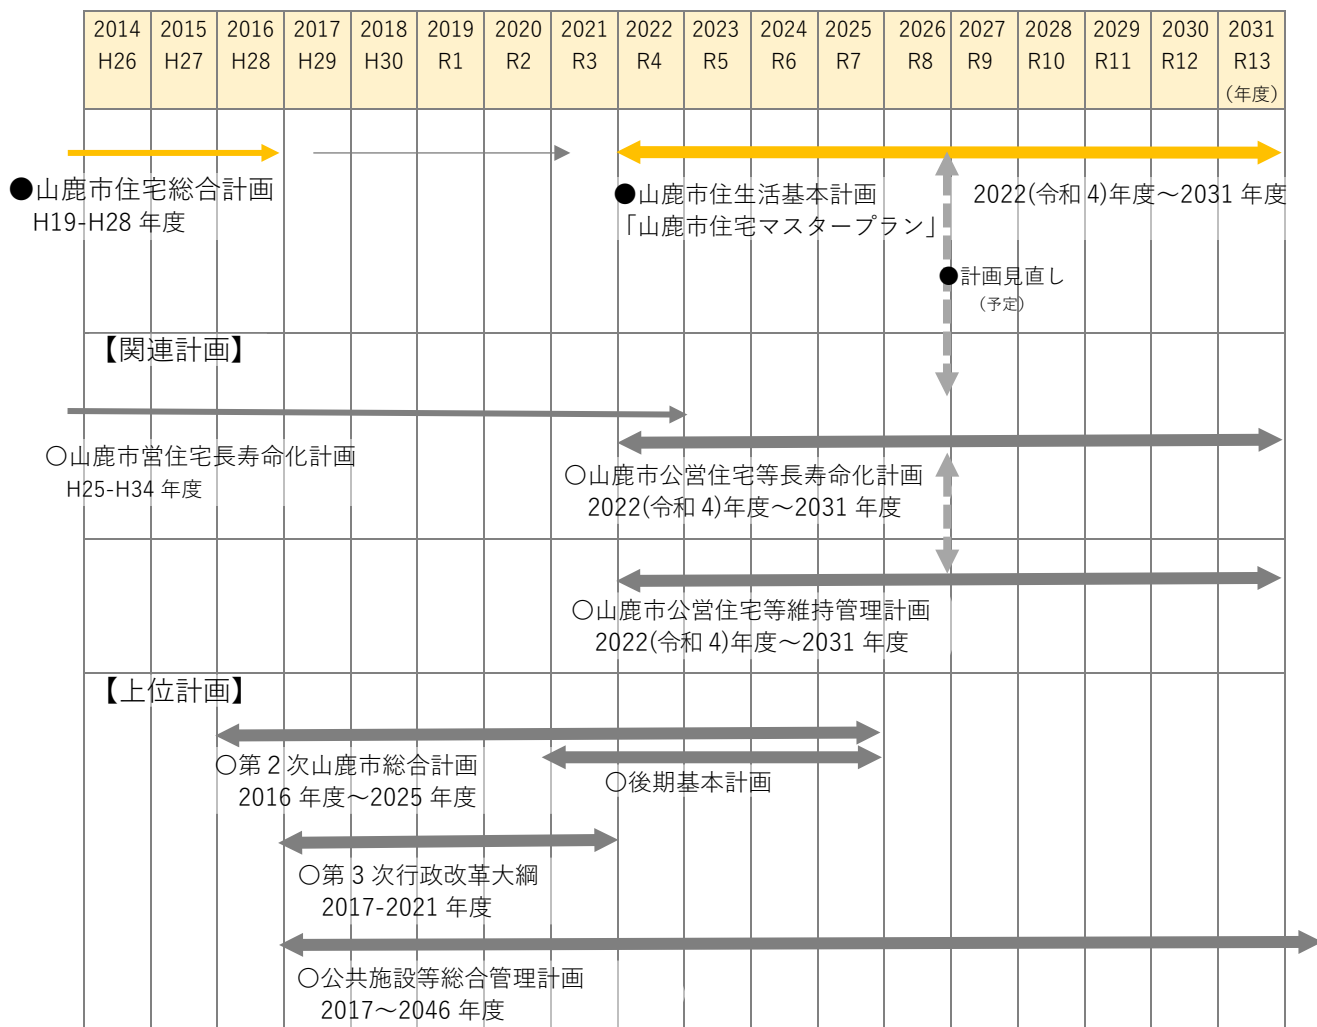 2014 2015 2016 2017 2018 2019 2020 2021 2022 2023 2024 2025 2026 2027 2028 2029 2030 2031
H26 H27 H28 H29 H30 R1 R2 R3 R4 R5 R6 R7 R8 R9 R10 R11 R12 R13
（年度）
●山鹿市住宅総合計画
H19-H28 年度
●山鹿市住生活基本計画 2022(令和 4)年度～2031 年度
「山鹿市住宅マスタープラン」
●計画見直し
（予定）
【関連計画】
○山鹿市営住宅長寿命化計画
H25-H34 年度
○山鹿市公営住宅等長寿命化計画
2022(令和 4)年度～2031 年度
○山鹿市公営住宅等維持管理計画
2022(令和 4)年度～2031 年度
【上位計画】
○第２次山鹿市総合計画
2016 年度～2025 年度
○後期基本計画
○第 3 次行政改革大綱
2017-2021 年度
○公共施設等総合管理計画
2017～2046 年度